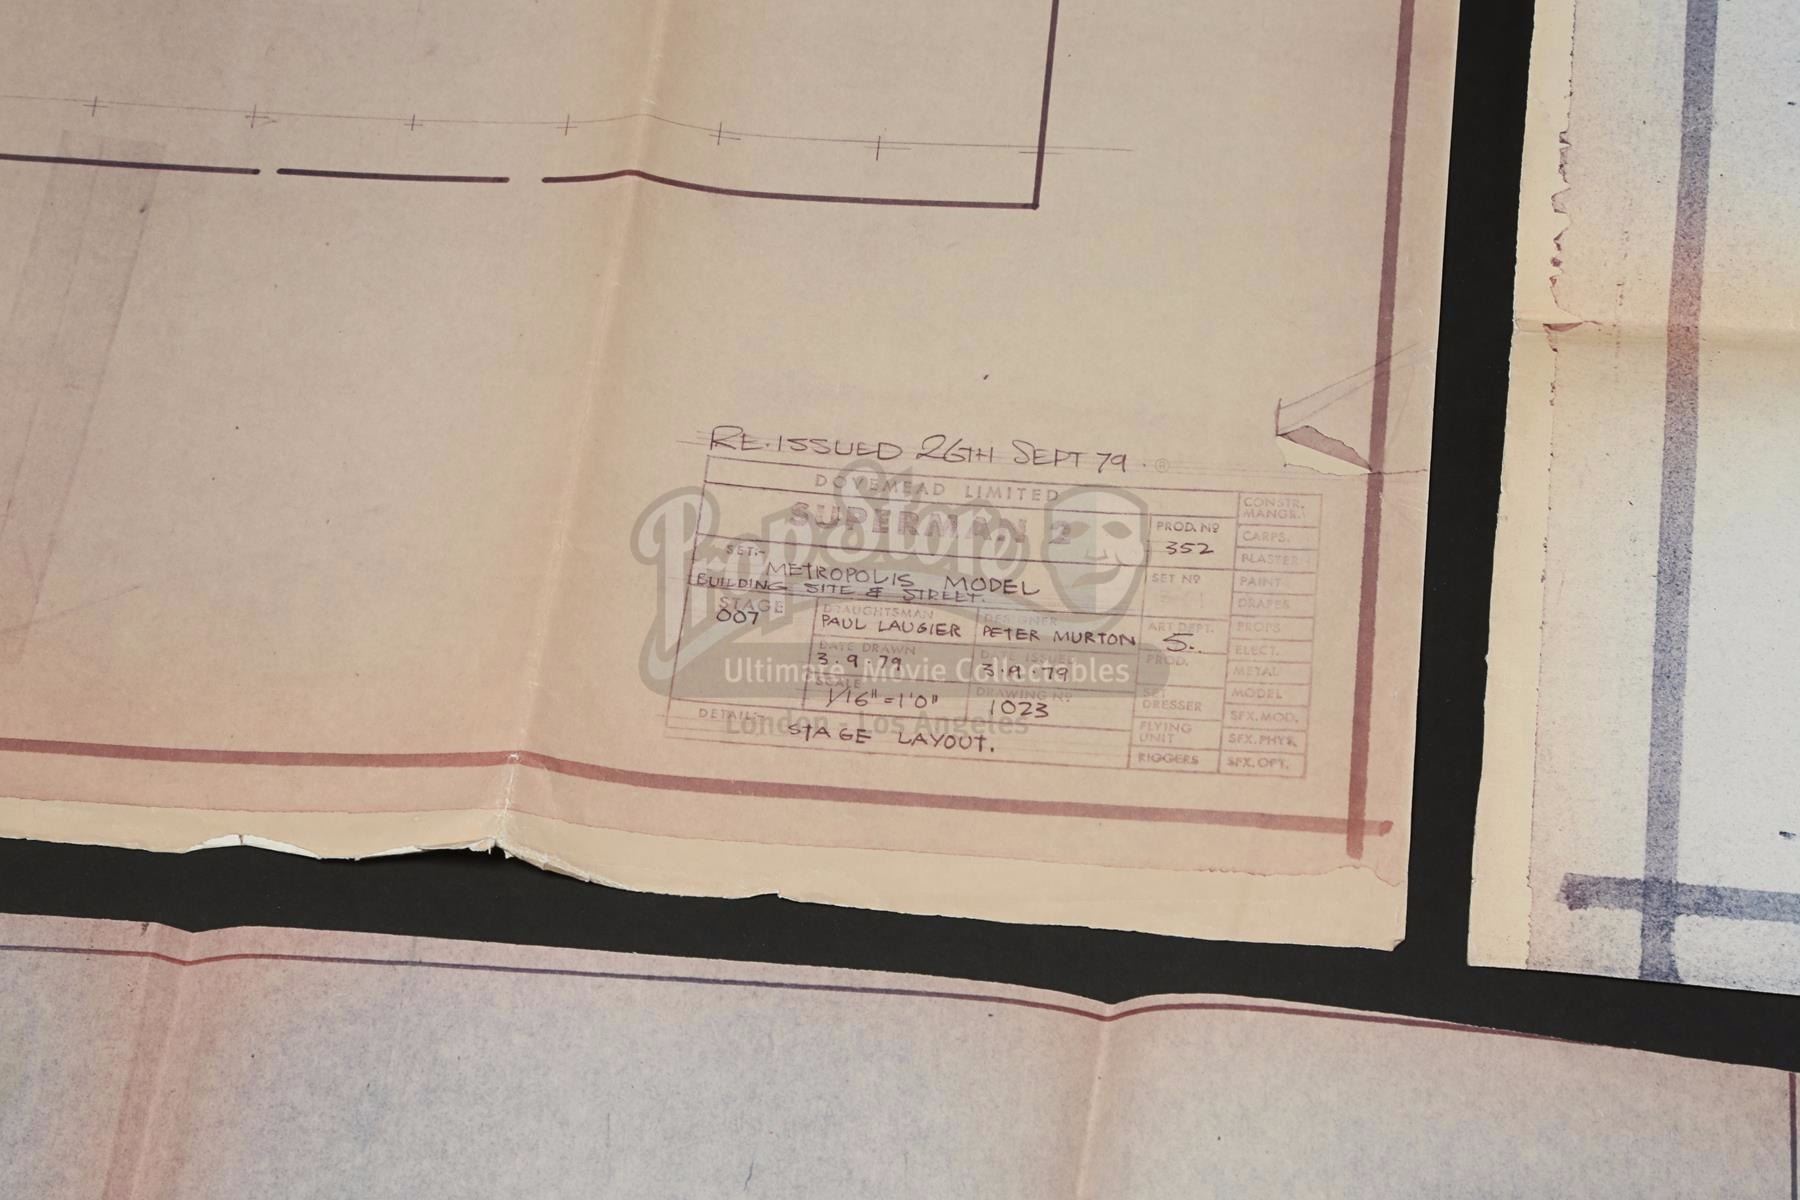 RE.ISSUED 26TH SEPT 79.
DOVEMEAD LIMITED
SUPERMAN 2
PROD. Nº
352
SET:-
METROPOLIS MODEL
BUILDING SITE & STREET.
SET Nº
STAGE
007
DRAUGHTSMAN
PAUL LAUGIER
DESIGNER
PETER MURTON
ART DEPT.
5.
DATE DRAWN
3.9.79
DATE ISSUED
3.9.79
PROD.
SCALE
1/16" = 1'0"
DRAWING Nº
1023
SET
DRESSER
FLYING
UNIT
RIGGERS
DETAIL:-
STAGE LAYOUT.
CONSTR.
MANGR.
CARPS.
PLASTER
PAINT
DRAPES
PROPS
ELECT.
METAL
MODEL
SFX.MOD.
SFX.PHYS.
SFX.OPT.
Prop Store
®
Ultimate Movie Collectibles
London - Los Angeles